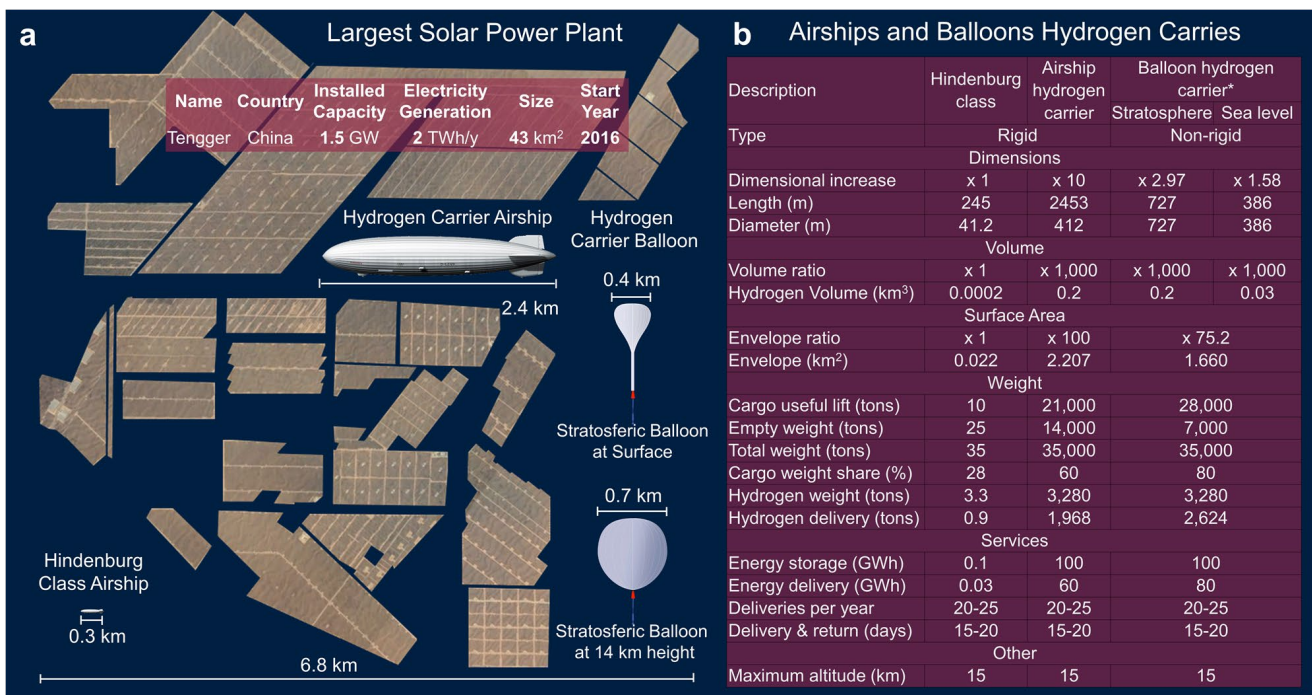 a
Largest Solar Power Plant
Name Country Installed Capacity Electricity Generation Size Start Year
Tengger China 1.5 GW 2 TWh/y 43 km² 2016
Hydrogen Carrier Airship
2.4 km
Hydrogen
Carrier Balloon
0.4 km
Stratosferic Balloon
at Surface
0.7 km
Stratosferic Balloon
at 14 km height
Hindenburg
Class Airship
0.3 km
6.8 km
b
Airships and Balloons Hydrogen Carries
Description Hindenburg class Airship hydrogen carrier Balloon hydrogen carrier*
Stratosphere Sea level
Type Rigid Non-rigid
Dimensions
Dimensional increase x 1 x 10 x 2.97 x 1.58
Length (m) 245 2453 727 386
Diameter (m) 41.2 412 727 386
Volume
Volume ratio x 1 x 1,000 x 1,000 x 1,000
Hydrogen Volume (km³) 0.0002 0.2 0.2 0.03
Surface Area
Envelope ratio x 1 x 100 x 75.2
Envelope (km²) 0.022 2.207 1.660
Weight
Cargo useful lift (tons) 10 21,000 28,000
Empty weight (tons) 25 14,000 7,000
Total weight (tons) 35 35,000 35,000
Cargo weight share (%) 28 60 80
Hydrogen weight (tons) 3.3 3,280 3,280
Hydrogen delivery (tons) 0.9 1,968 2,624
Services
Energy storage (GWh) 0.1 100 100
Energy delivery (GWh) 0.03 60 80
Deliveries per year 20-25 20-25 20-25
Delivery & return (days) 15-20 15-20 15-20
Other
Maximum altitude (km) 15 15 15